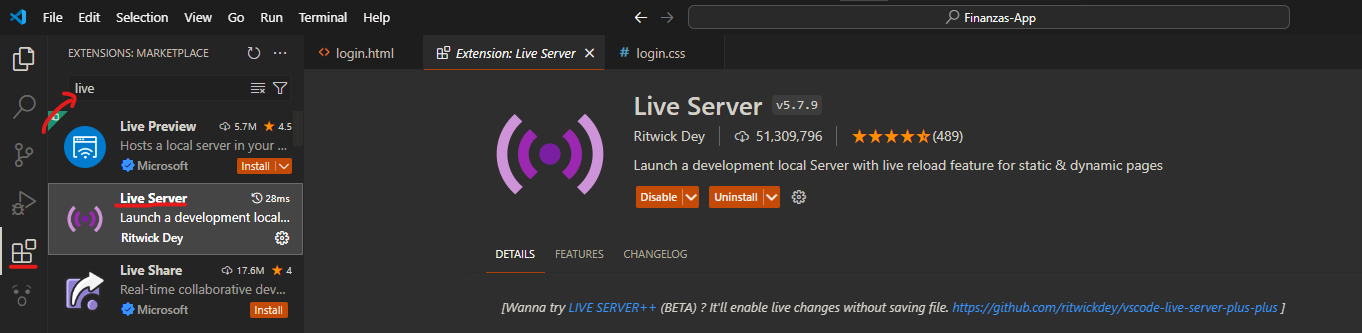 File Edit Selection View Go Run Terminal Help
Finanzas-App
EXTENSIONS: MARKETPLACE
live
Live Preview 5.7M 4.5
Hosts a local server in your ...
Microsoft Install
Live Server 28ms
Launch a development local...
Ritwick Dey
Live Share 17.6M 4
Real-time collaborative dev...
Microsoft Install
login.html Extension: Live Server # login.css
Live Server v5.7.9
Ritwick Dey 51,309,796 (489)
Launch a development local Server with live reload feature for static & dynamic pages
Disable Uninstall
DETAILS FEATURES CHANGELOG
[Wanna try LIVE SERVER++ (BETA) ? It'll enable live changes without saving file. https://github.com/ritwickdey/vscode-live-server-plus-plus ]